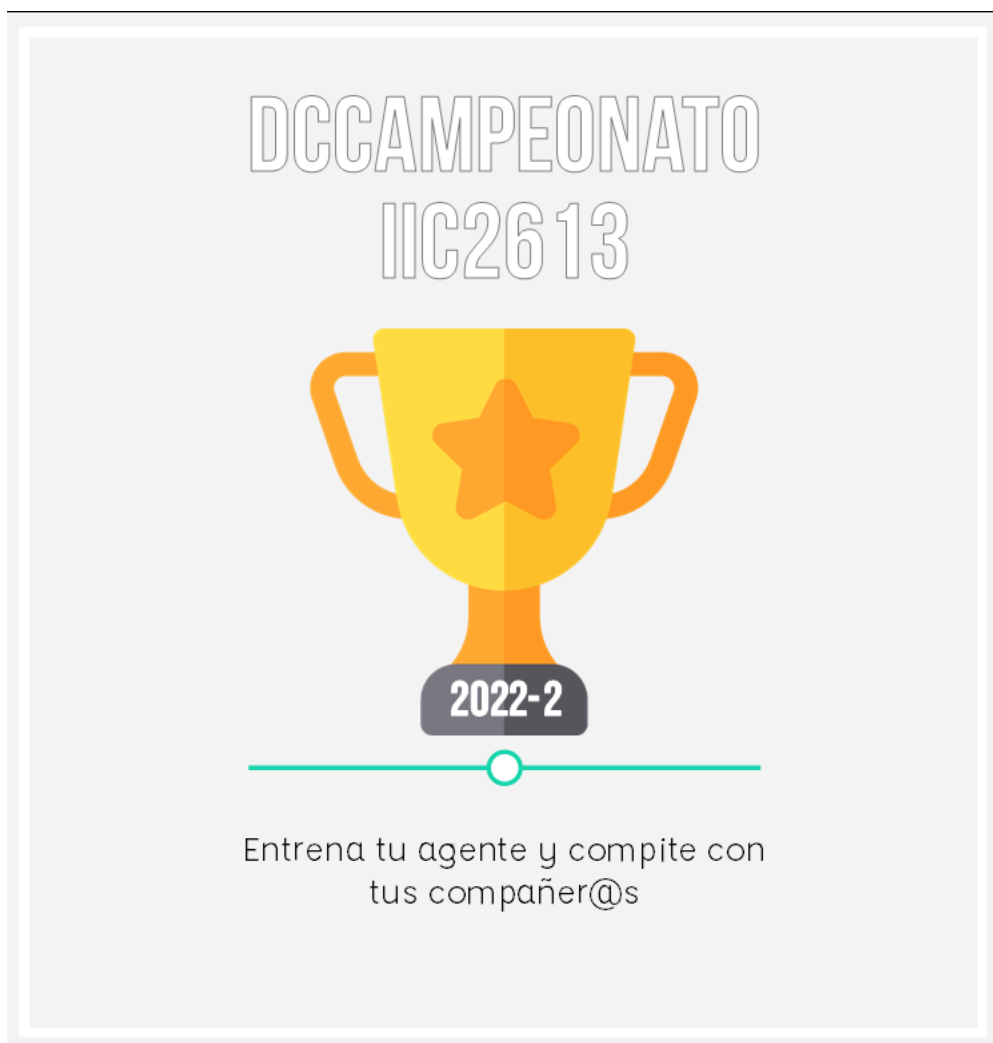 DCCAMPEONATO
IIC2613
2022-2
Entrena tu agente y compite con
tus compañer@s